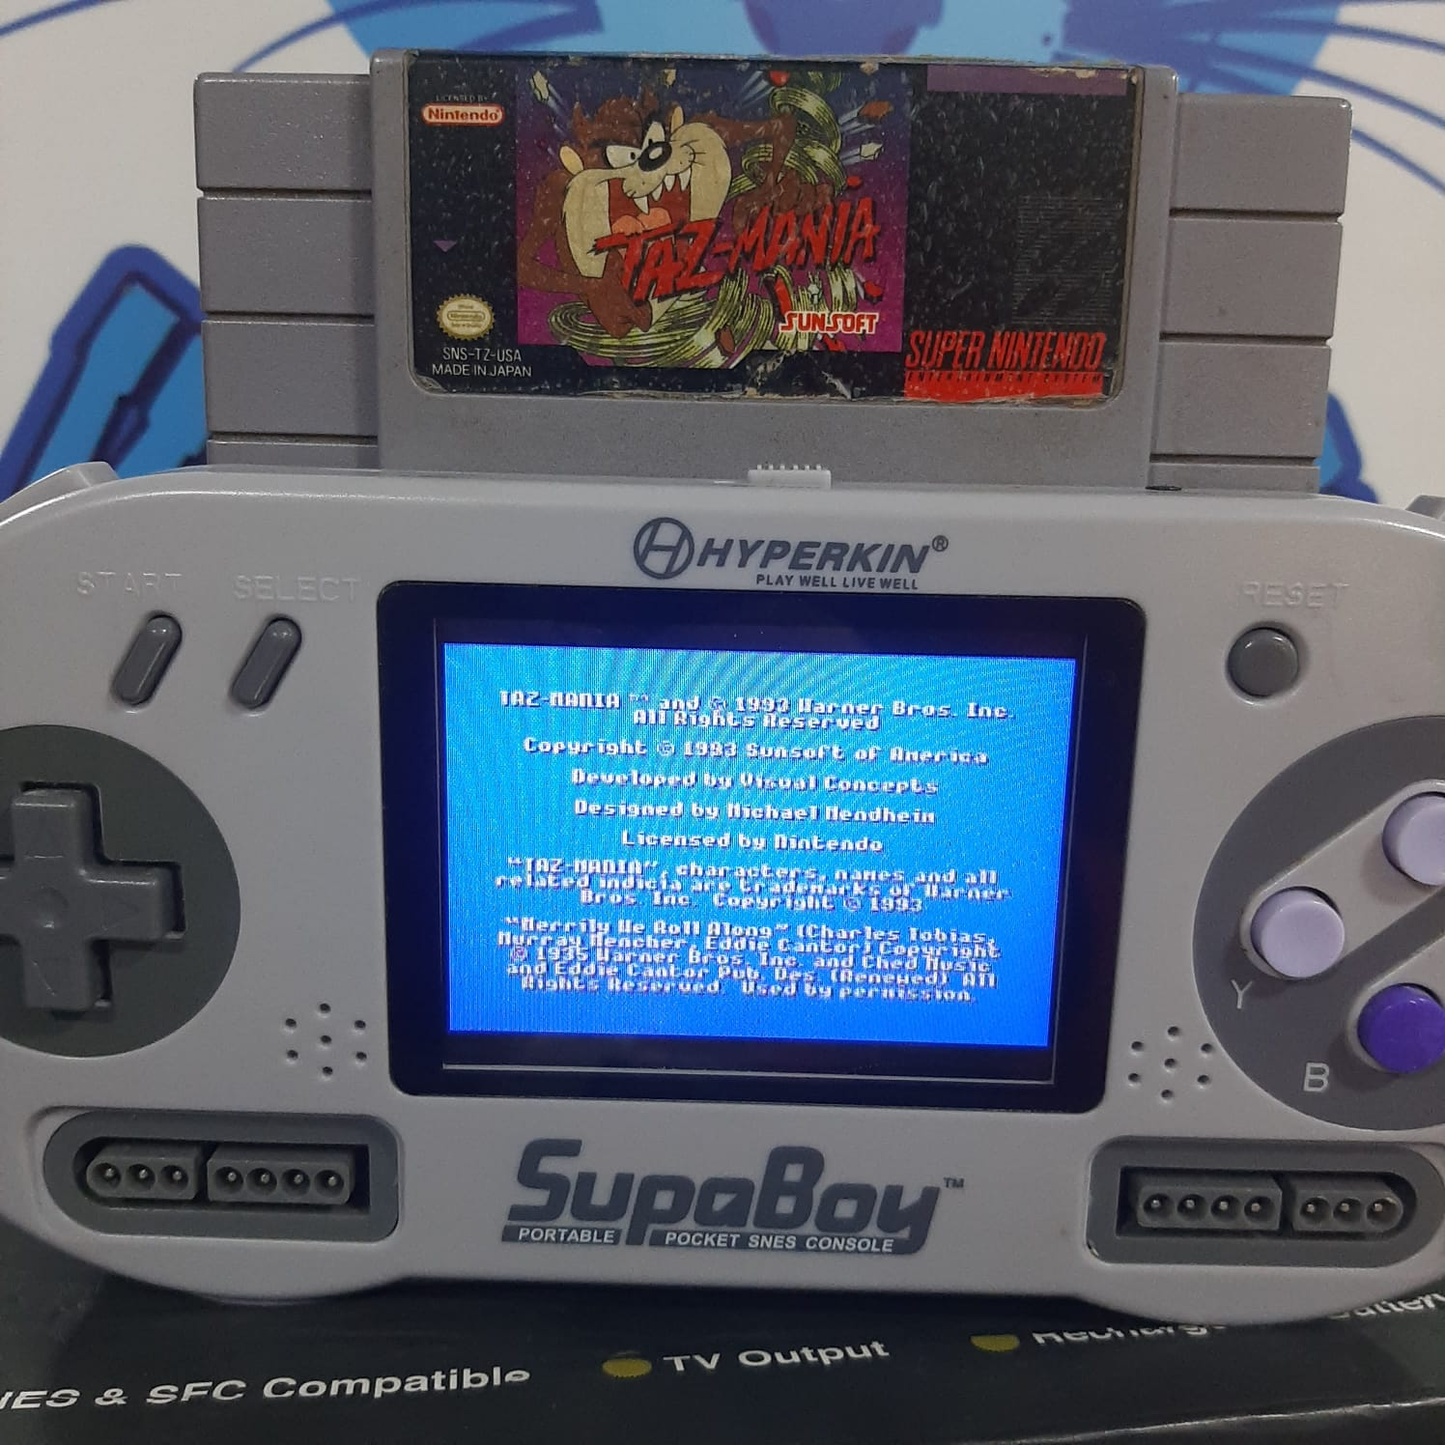 LICENSED BY
Nintendo®
TAZ-MANIA
SUNSOFT
SNS-TZ-USA
MADE IN JAPAN
SUPER NINTENDO
ENTERTAINMENT SYSTEM
HYPERKIN®
PLAY WELL LIVE WELL
START SELECT RESET
TAZ-MANIA ™ and © 1993 Warner Bros. Inc.
All Rights Reserved
Copyright © 1993 Sunsoft of America
Developed by Visual Concepts
Designed by Michael Mendheim
Licensed by Nintendo
"TAZ-MANIA", characters, names and all
related indicia are trademarks of Warner
Bros. Inc. Copyright © 1993
"Merrily We Roll Along" (Charles Tobias,
Murray Mencher, Eddie Cantor) Copyright
© 1935 Warner Bros. Inc. and Ched Music
and Eddie Cantor Pub. Des. (Renewed) All
Rights Reserved. Used by permission.
Y
B
SupaBoy™
PORTABLE POCKET SNES CONSOLE
& SFC Compatible
TV Output